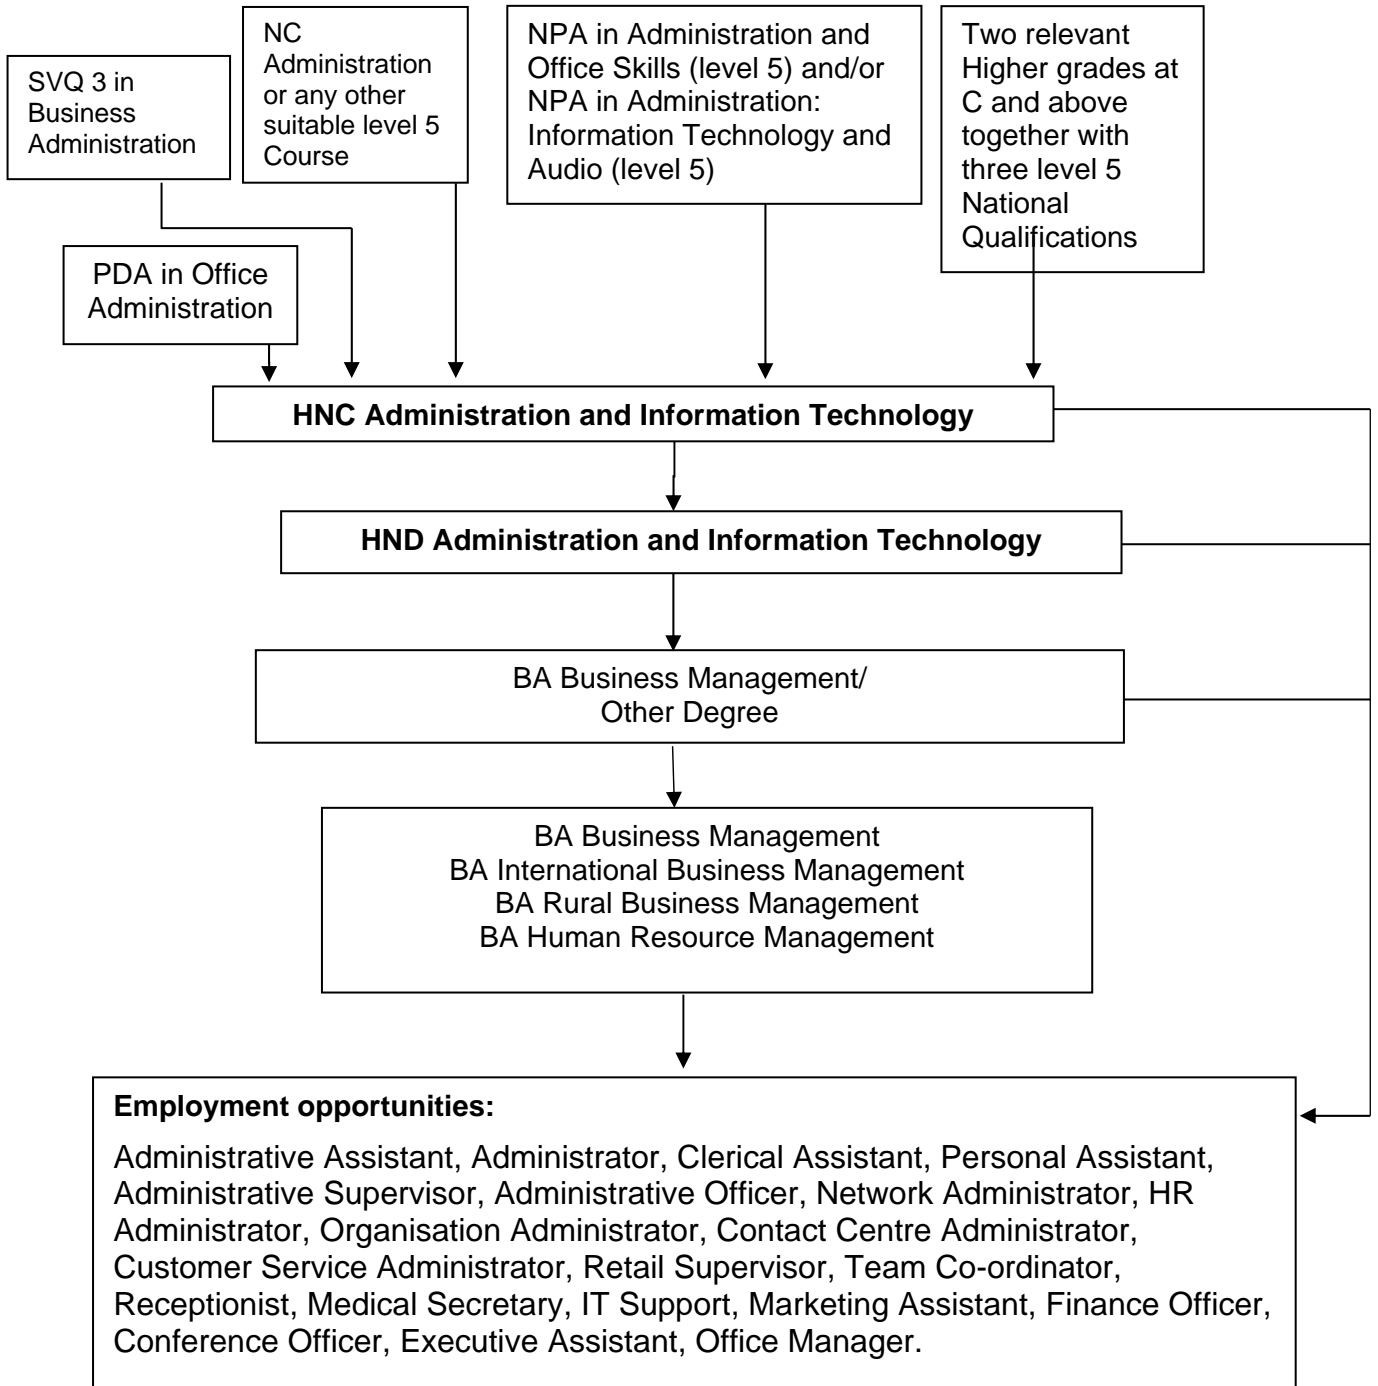 SVQ 3 in
Business
Administration
NC
Administration
or any other
suitable level 5
Course
NPA in Administration and
Office Skills (level 5) and/or
NPA in Administration:
Information Technology and
Audio (level 5)
Two relevant
Higher grades at
C and above
together with
three level 5
National
Qualifications
PDA in Office
Administration
HNC Administration and Information Technology
HND Administration and Information Technology
BA Business Management/
Other Degree
BA Business Management
BA International Business Management
BA Rural Business Management
BA Human Resource Management
Employment opportunities:
Administrative Assistant, Administrator, Clerical Assistant, Personal Assistant,
Administrative Supervisor, Administrative Officer, Network Administrator, HR
Administrator, Organisation Administrator, Contact Centre Administrator,
Customer Service Administrator, Retail Supervisor, Team Co-ordinator,
Receptionist, Medical Secretary, IT Support, Marketing Assistant, Finance Officer,
Conference Officer, Executive Assistant, Office Manager.